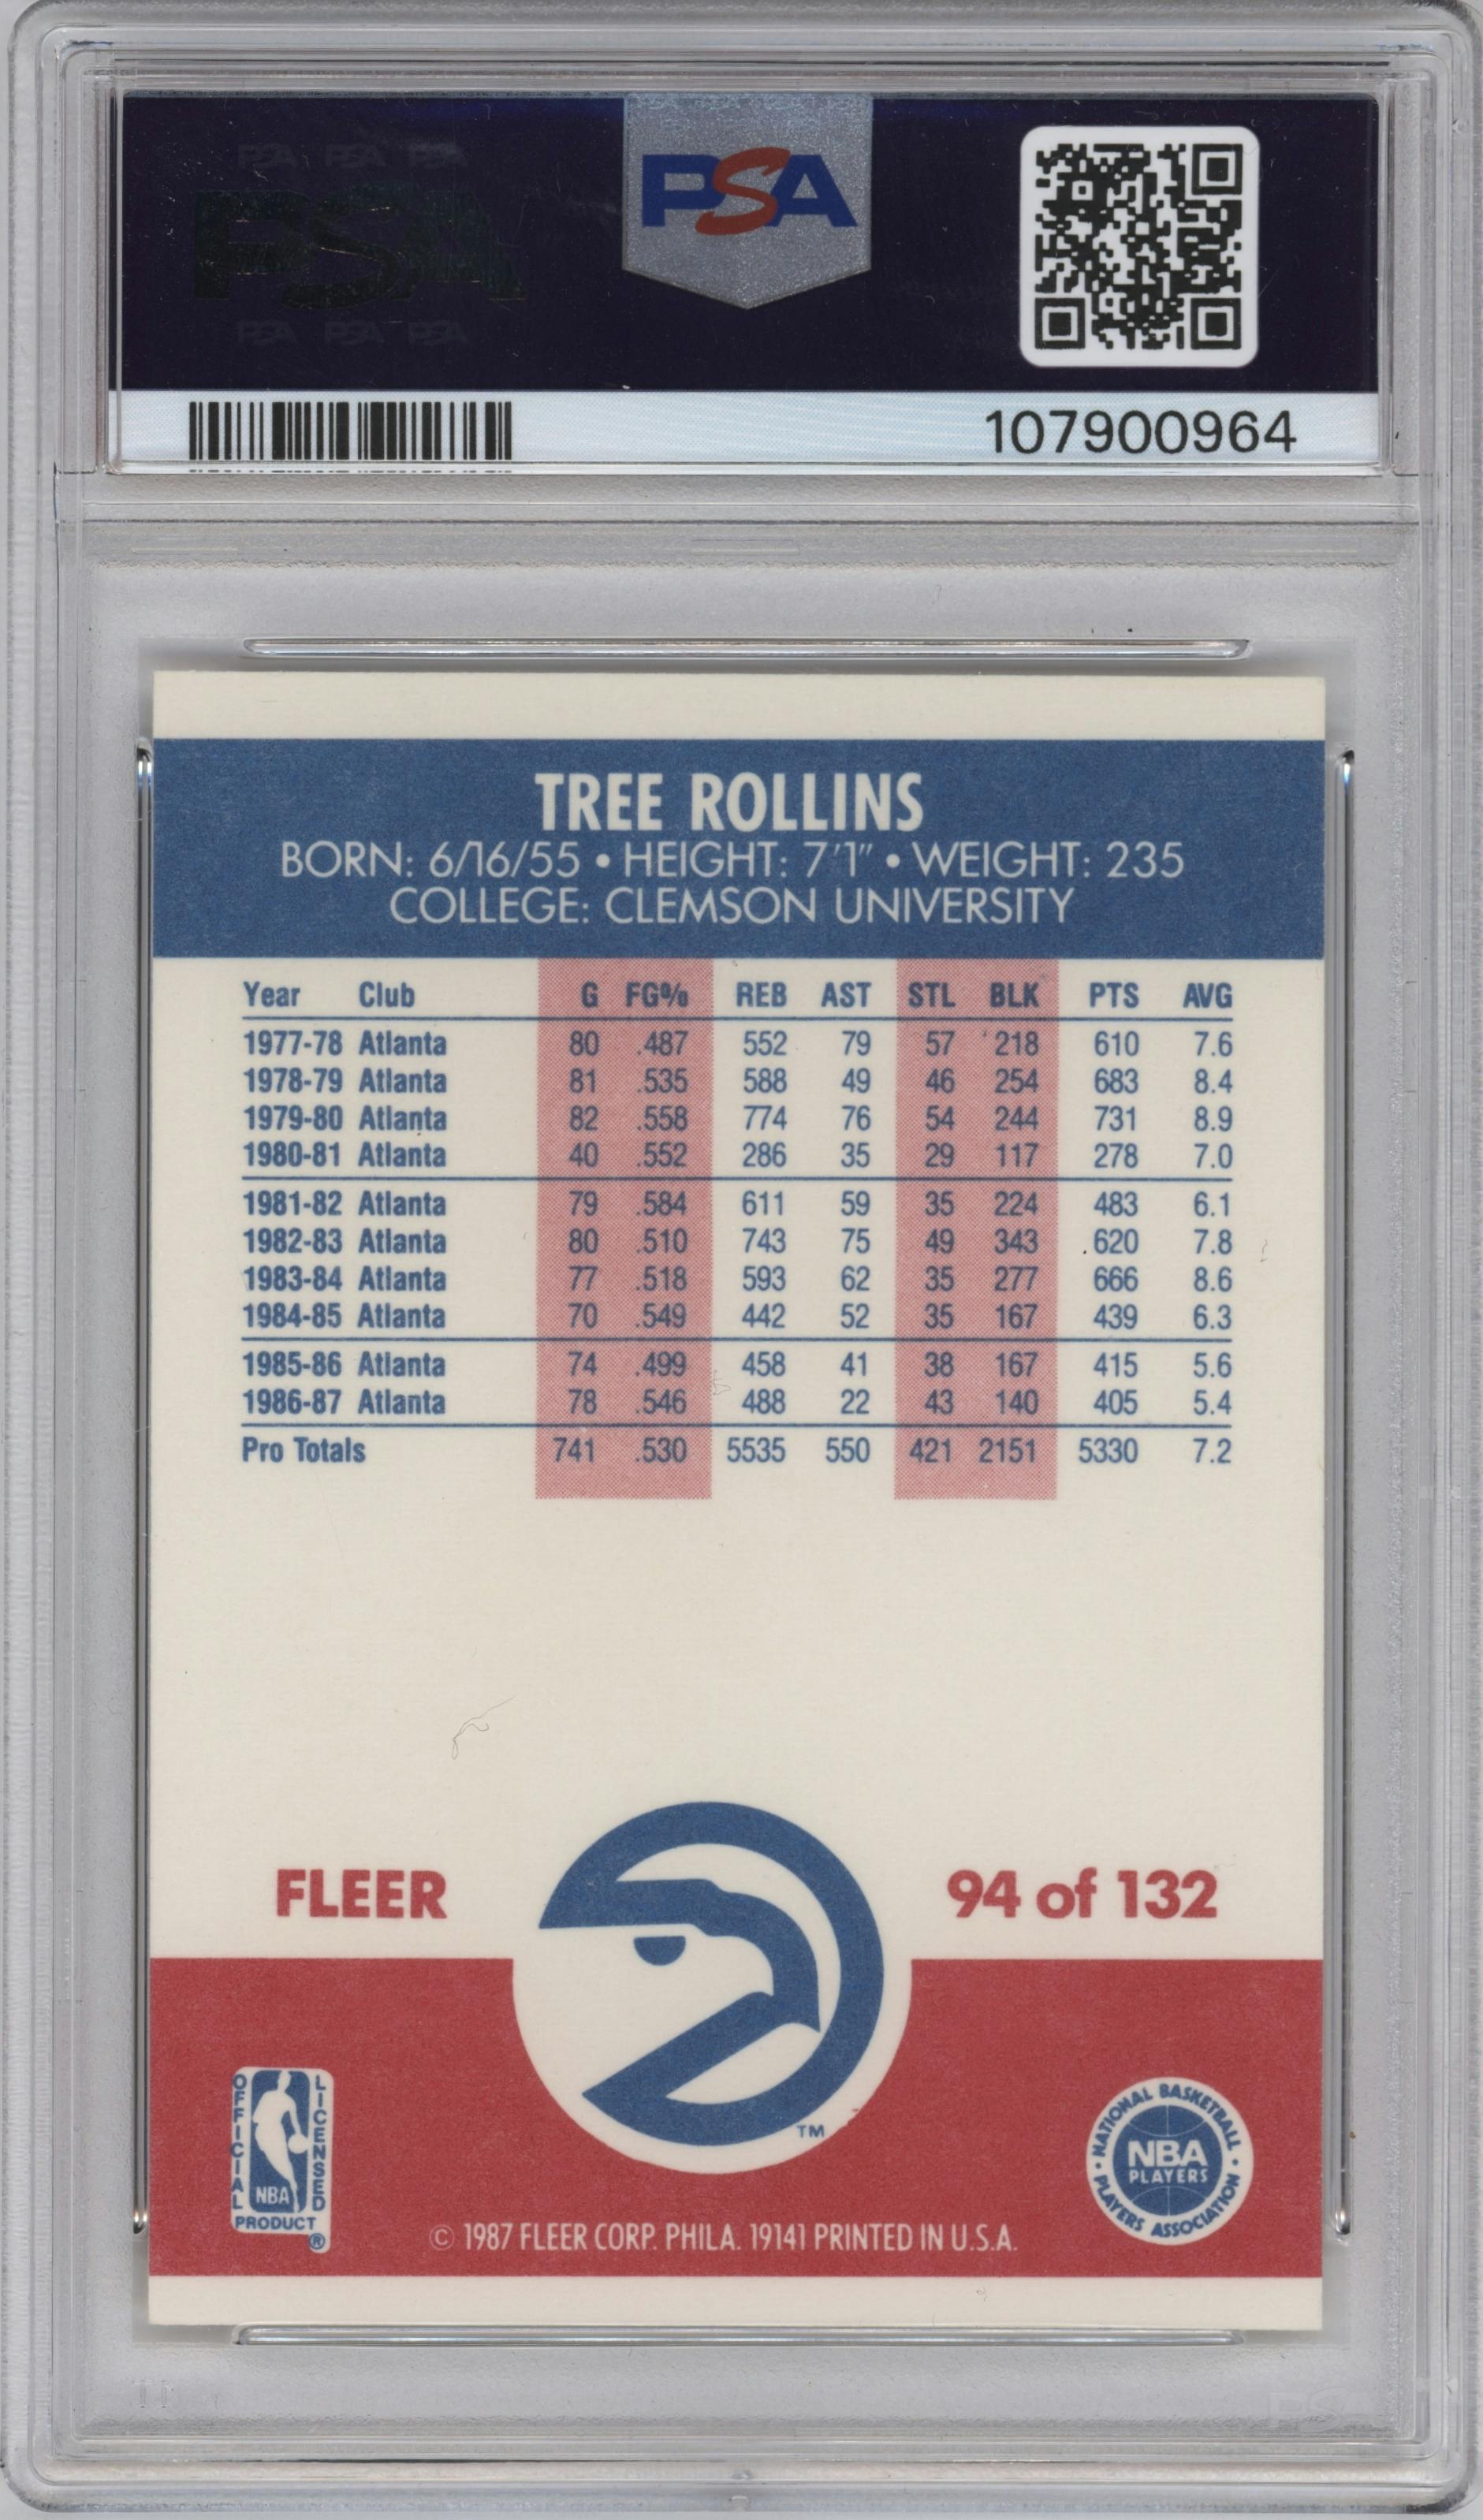 PSA PSA PSA
PSA
PSA
PSA PSA PSA
107900964
TREE ROLLINS
BORN: 6/16/55 • HEIGHT: 7'1" • WEIGHT: 235
COLLEGE: CLEMSON UNIVERSITY
Year Club G FG% REB AST STL BLK PTS AVG
1977-78 Atlanta 80 .487 552 79 57 218 610 7.6
1978-79 Atlanta 81 .535 588 49 46 254 683 8.4
1979-80 Atlanta 82 .558 774 76 54 244 731 8.9
1980-81 Atlanta 40 .552 286 35 29 117 278 7.0
1981-82 Atlanta 79 .584 611 59 35 224 483 6.1
1982-83 Atlanta 80 .510 743 75 49 343 620 7.8
1983-84 Atlanta 77 .518 593 62 35 277 666 8.6
1984-85 Atlanta 70 .549 442 52 35 167 439 6.3
1985-86 Atlanta 74 .499 458 41 38 167 415 5.6
1986-87 Atlanta 78 .546 488 22 43 140 405 5.4
Pro Totals 741 .530 5535 550 421 2151 5330 7.2
FLEER 94 of 132
TM
OFFICIAL LICENSED
NBA
PRODUCT
®
NATIONAL BASKETBALL
NBA
PLAYERS
PLAYERS ASSOCIATION
© 1987 FLEER CORP. PHILA. 19141 PRINTED IN U.S.A.